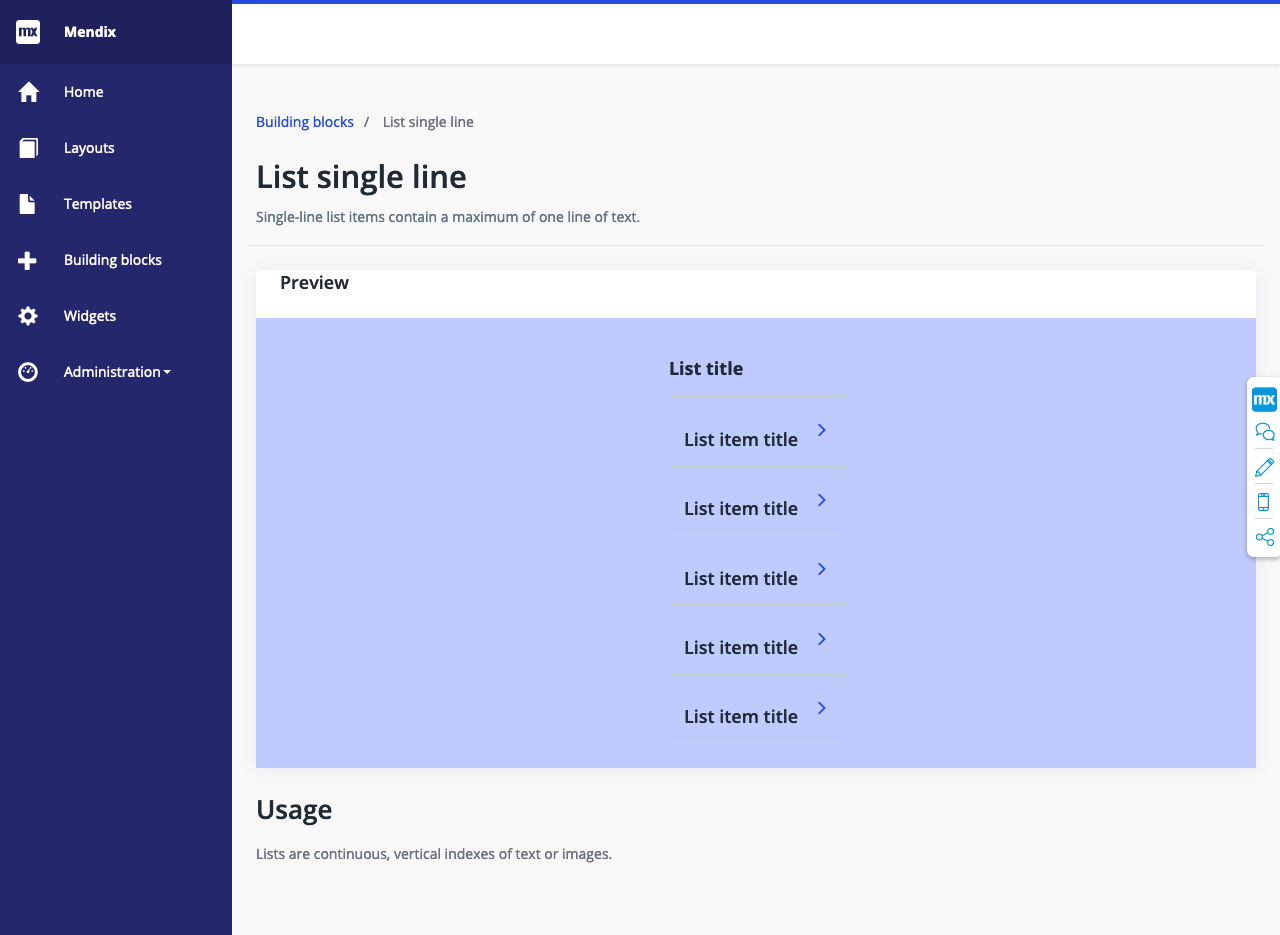 mx Mendix
Home
Layouts
Templates
Building blocks
Widgets
Administration
Building blocks / List single line
List single line
Single-line list items contain a maximum of one line of text.
Preview
List title
List item title
List item title
List item title
List item title
List item title
mx
Usage
Lists are continuous, vertical indexes of text or images.